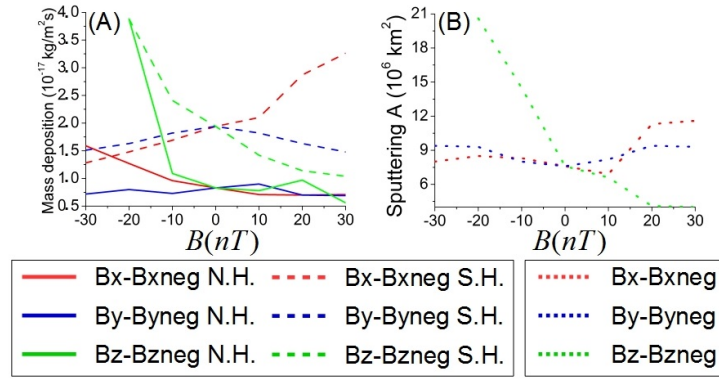 (A)
Mass deposition (10⁻¹⁷ kg/m²s)
4.0
3.5
3.0
2.5
2.0
1.5
1.0
0.5
-30 -20 -10 0 10 20 30
B(nT)
(B)
Sputtering A (10⁶ km²)
21
18
15
12
9
6
-30 -20 -10 0 10 20 30
B(nT)
Bx-Bxneg N.H.
By-Byneg N.H.
Bz-Bzneg N.H.
Bx-Bxneg S.H.
By-Byneg S.H.
Bz-Bzneg S.H.
Bx-Bxneg
By-Byneg
Bz-Bzneg